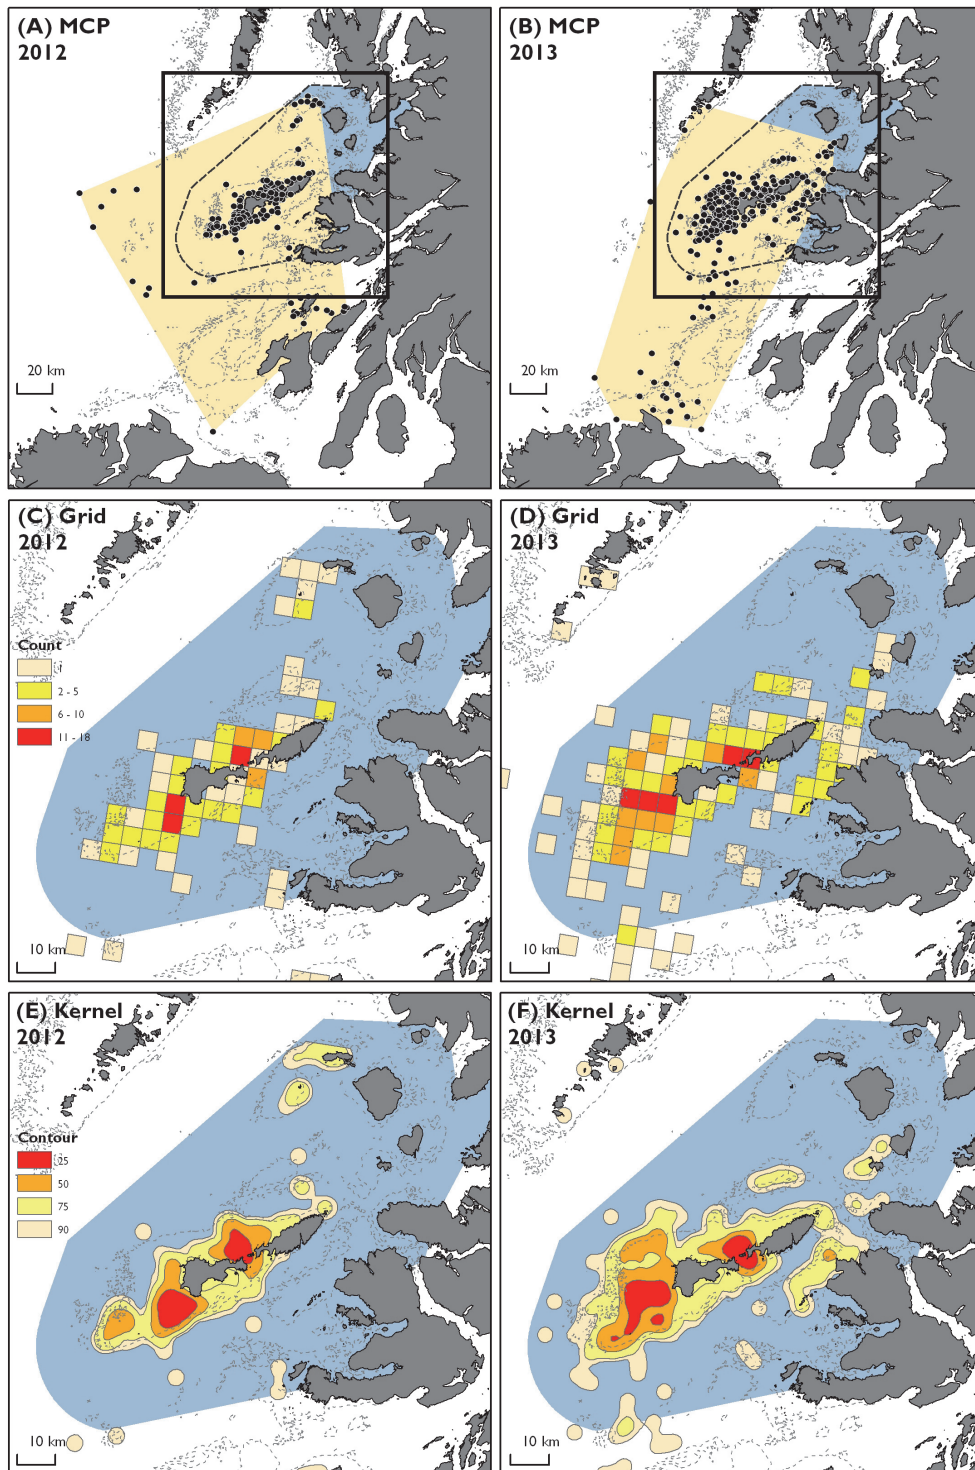 (A) MCP
2012
20 km
(B) MCP
2013
20 km
(C) Grid
2012
Count
1
2 - 5
6 - 10
11 - 18
10 km
(D) Grid
2013
10 km
(E) Kernel
2012
Contour
25
50
75
90
10 km
(F) Kernel
2013
10 km